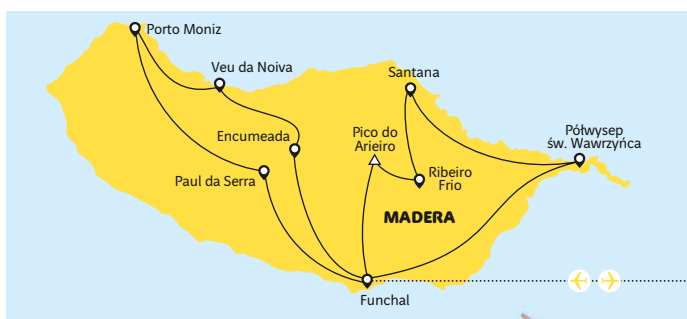 Porto Moniz
Veu da Noiva
Santana
Pico do
Arieiro
Półwysep
św. Wawrzyńca
Encumeada
Paul da Serra
Ribeiro
Frio
MADERA
Funchal